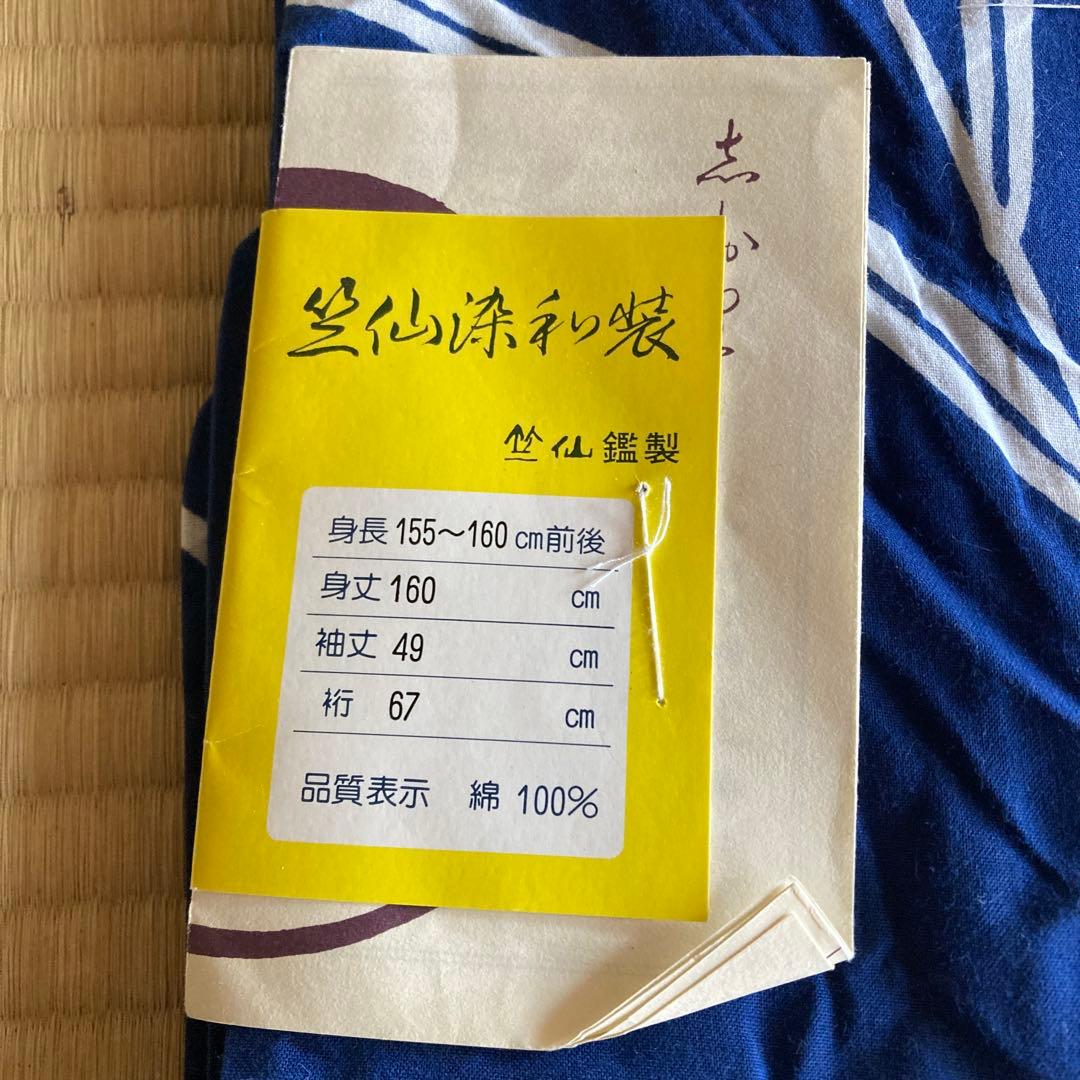 竺仙染和装
竺仙鑑製
身長 155〜160 cm前後
身丈 160 cm
袖丈 49 cm
裄 67 cm
品質表示 綿 100%